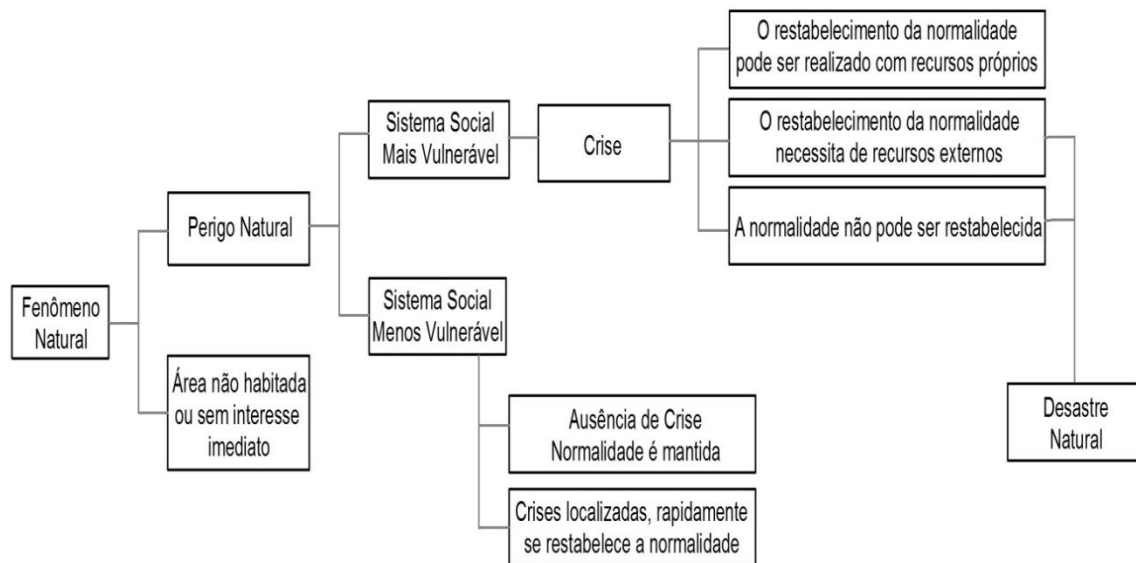 O restabelecimento da normalidade
pode ser realizado com recursos próprios
Sistema Social
Mais Vulnerável
Crise
O restabelecimento da normalidade
necessita de recursos externos
Perigo Natural
A normalidade não pode ser restabelecida
Fenômeno
Natural
Sistema Social
Menos Vulnerável
Área não habitada
ou sem interesse
imediato
Ausência de Crise
Normalidade é mantida
Desastre
Natural
Crises localizadas, rapidamente
se restabelece a normalidade